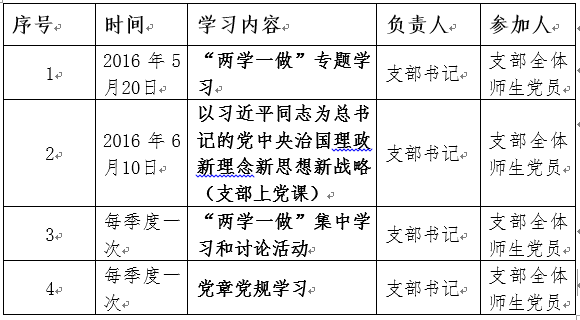 序号 时间 学习内容 负责人 参加人
1 2016 年 5 月20日 “两学一做”专题学习 支部书记 支部全体师生党员
2 2016 年 6 月10日 以习近平同志为总书记的党中央治国理政新理念新思想新战略（支部上党课） 支部书记 支部全体师生党员
3 每季度一次 “两学一做”集中学习和讨论活动 支部书记 支部全体师生党员
4 每季度一次 党章党规学习 支部书记 支部全体师生党员